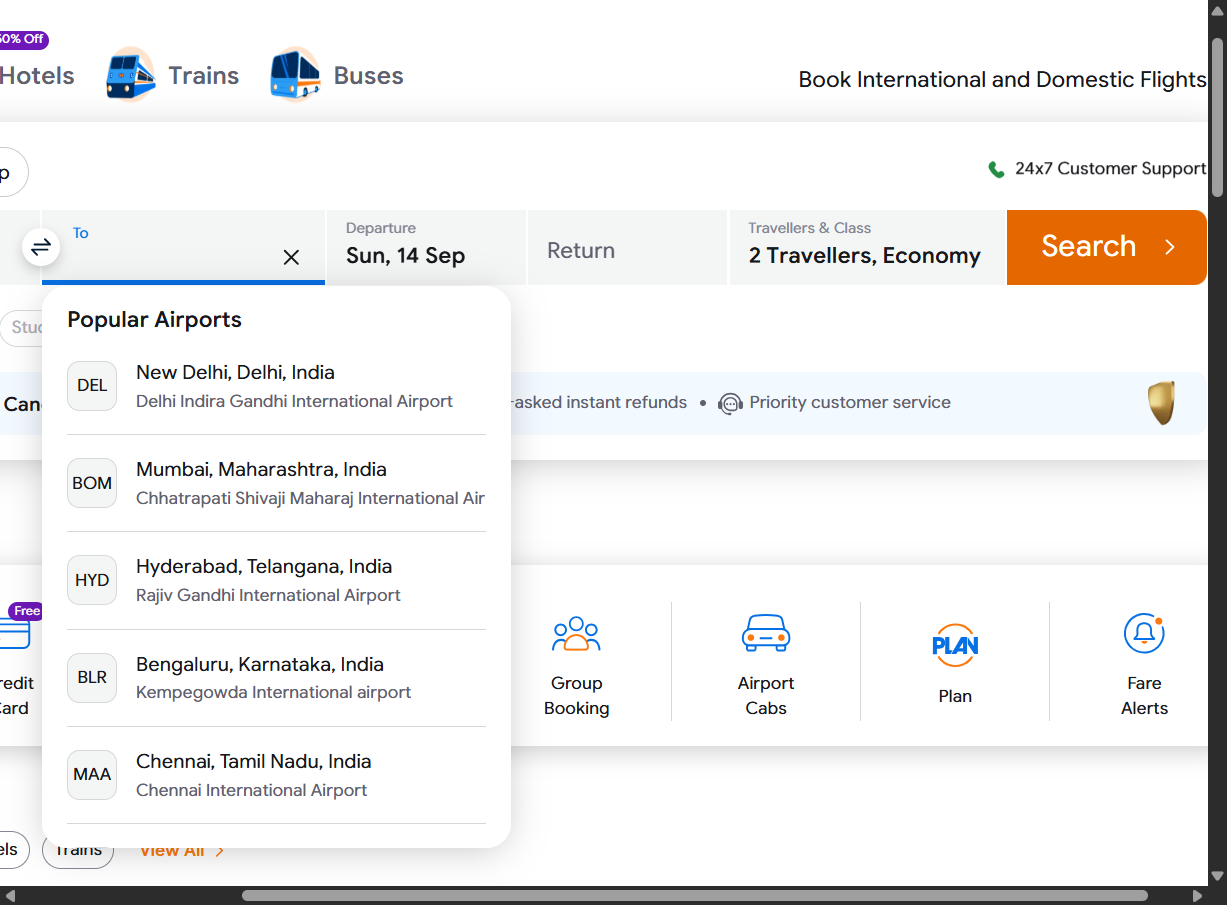 60% Off
Hotels
Trains
Buses
Book International and Domestic Flights
p
24x7 Customer Support
To
Departure
Sun, 14 Sep
Return
Travellers & Class
2 Travellers, Economy
Search
Stud
Popular Airports
DEL
New Delhi, Delhi, India
Delhi Indira Gandhi International Airport
Can
-asked instant refunds
Priority customer service
BOM
Mumbai, Maharashtra, India
Chhatrapati Shivaji Maharaj International Air
HYD
Hyderabad, Telangana, India
Rajiv Gandhi International Airport
BLR
Bengaluru, Karnataka, India
Kempegowda International airport
MAA
Chennai, Tamil Nadu, India
Chennai International Airport
Free
redit
ard
Group
Booking
Airport
Cabs
PLAN
Plan
Fare
Alerts
els
Trains
View All